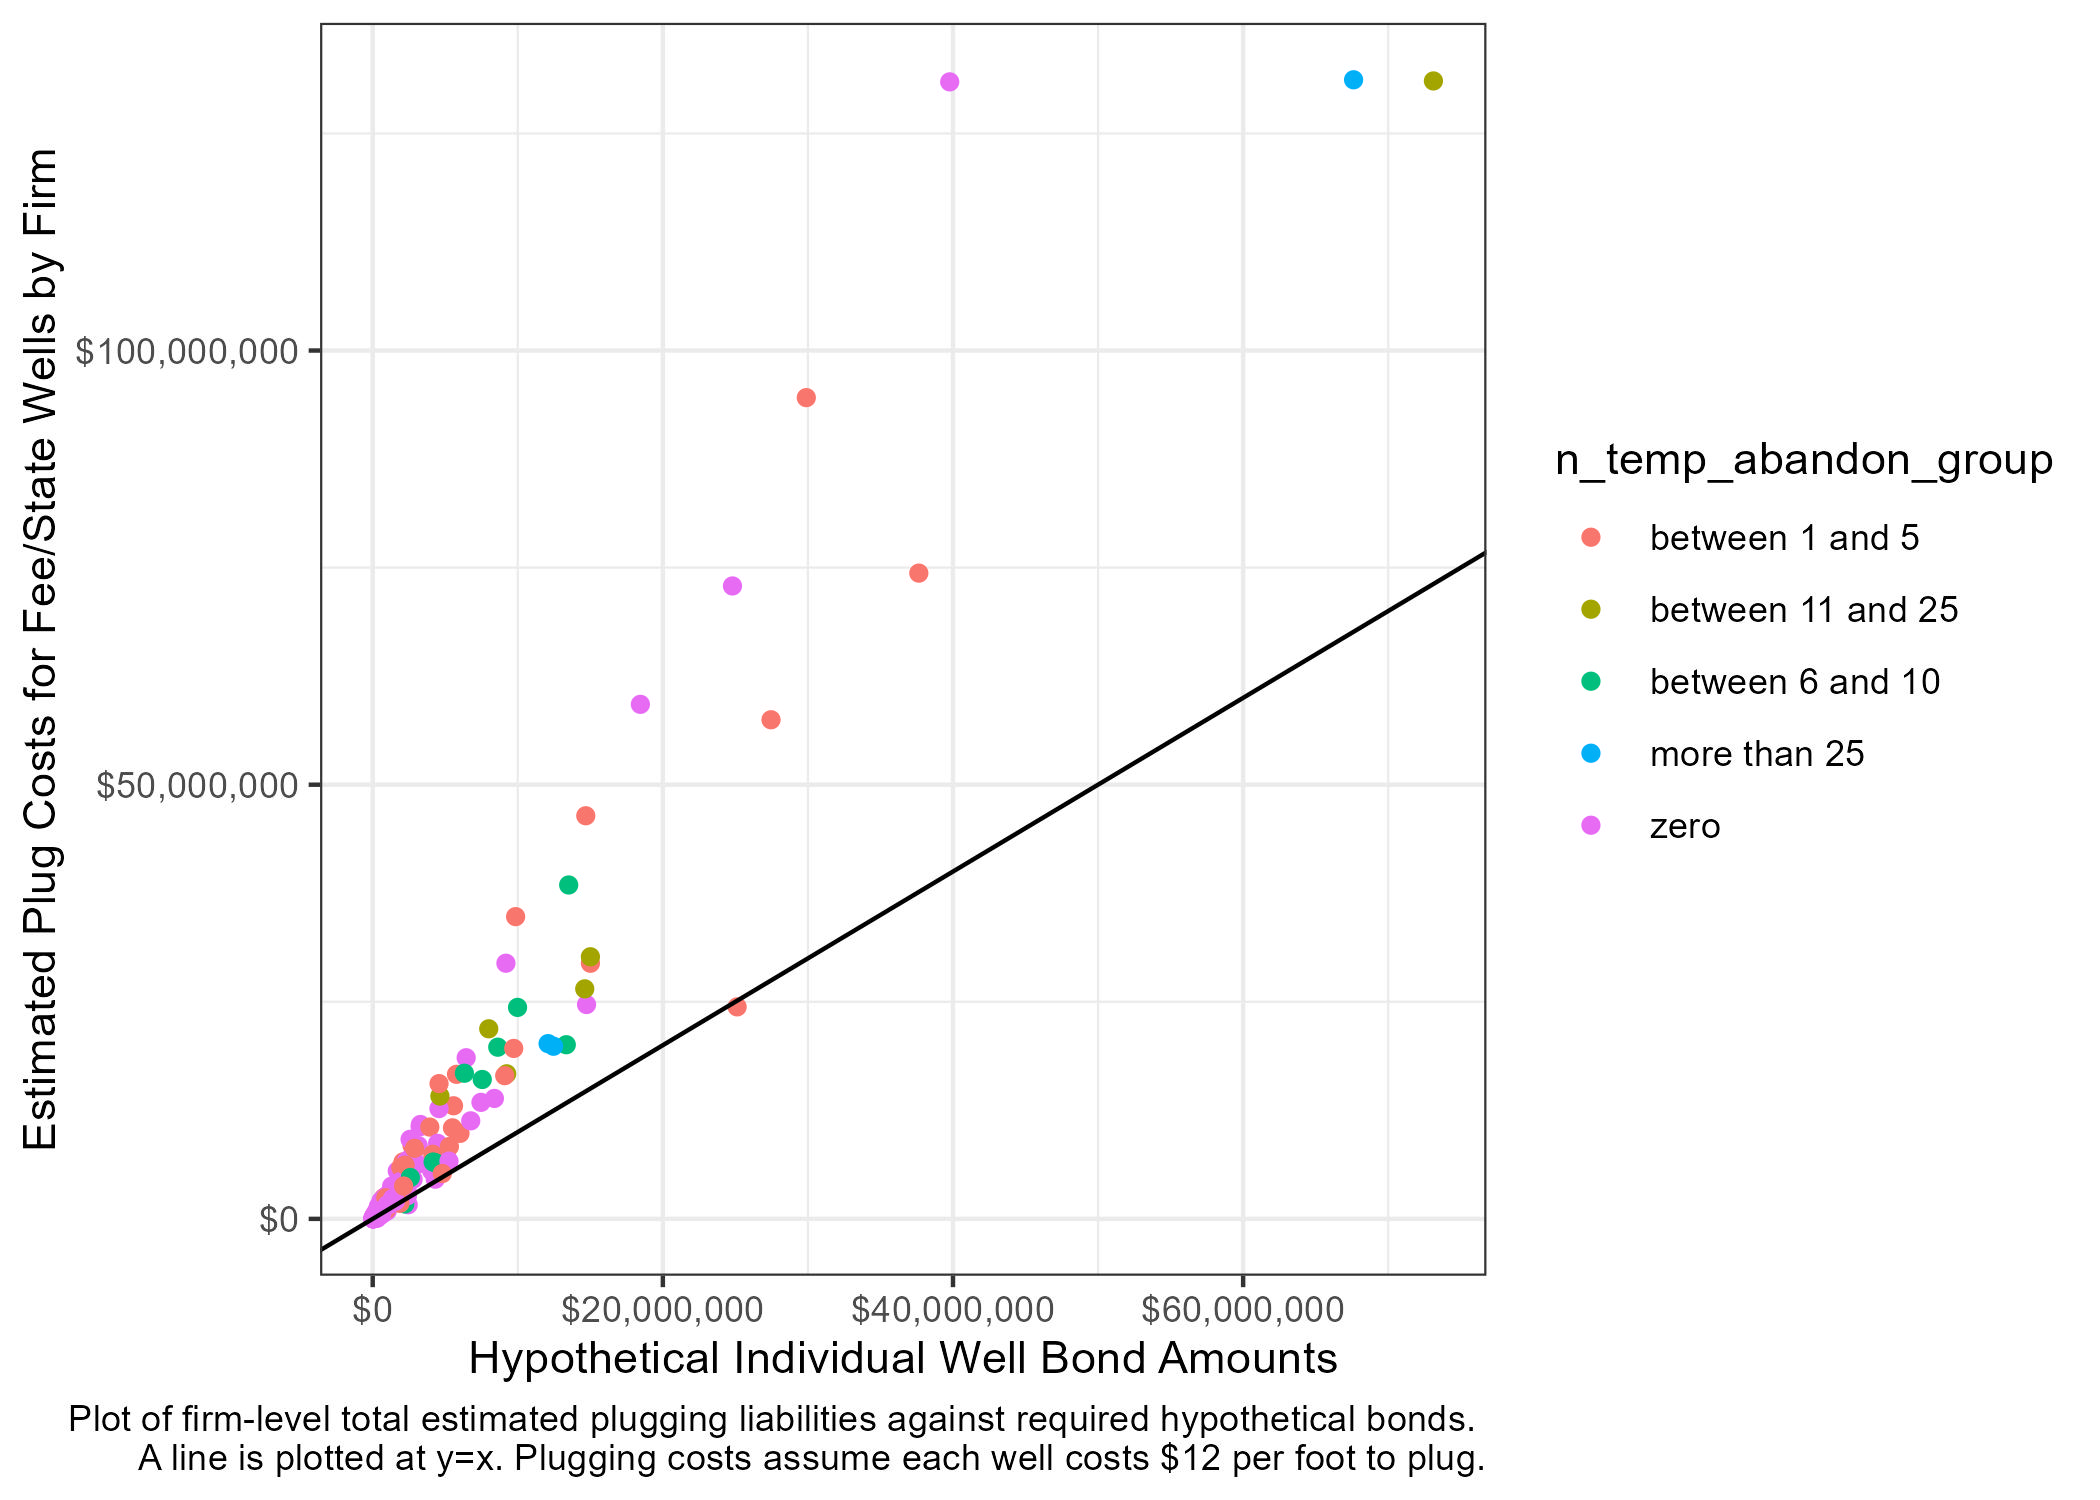 Estimated Plug Costs for Fee/State Wells by Firm
$100,000,000
$50,000,000
$0
$0
$20,000,000
$40,000,000
$60,000,000
Hypothetical Individual Well Bond Amounts
n_temp_abandon_group
between 1 and 5
between 11 and 25
between 6 and 10
more than 25
zero
Plot of firm-level total estimated plugging liabilities against required hypothetical bonds.
A line is plotted at y=x. Plugging costs assume each well costs $12 per foot to plug.